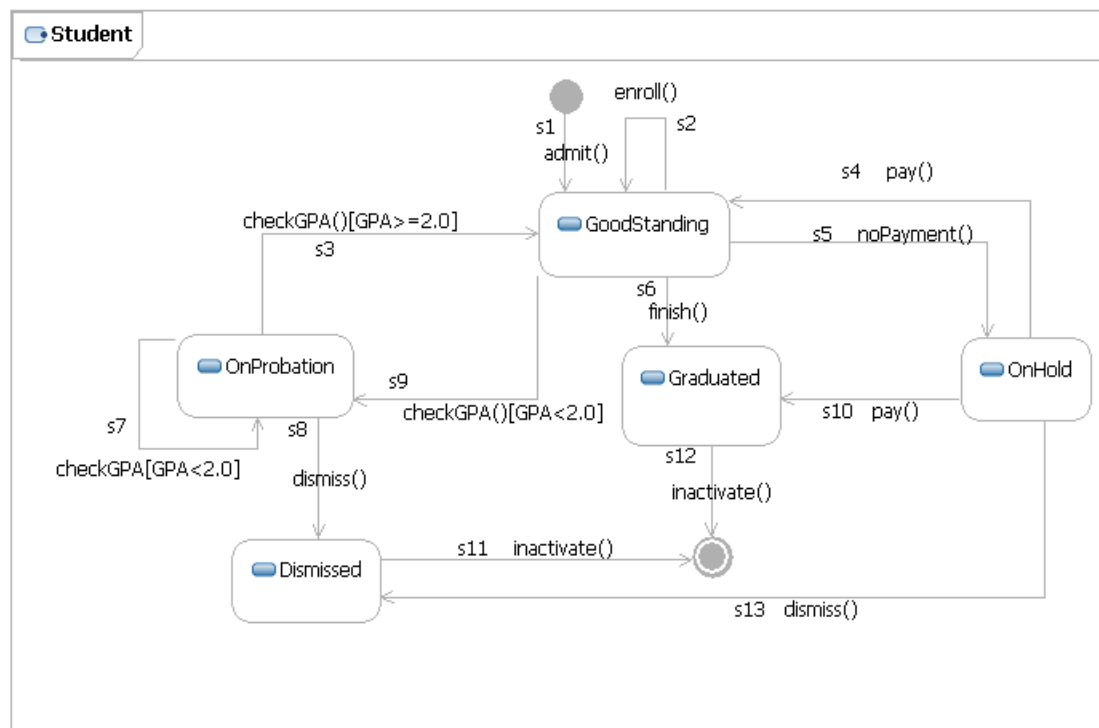 Student
enroll()
s1
s2
admit()
s4 pay()
checkGPA()[GPA>=2.0]
GoodStanding
s3
s5 noPayment()
s6
finish()
OnProbation
Graduated
OnHold
s9
checkGPA()[GPA<2.0]
s10 pay()
s7
s8
checkGPA[GPA<2.0]
s12
dismiss()
inactivate()
s11 inactivate()
Dismissed
s13 dismiss()